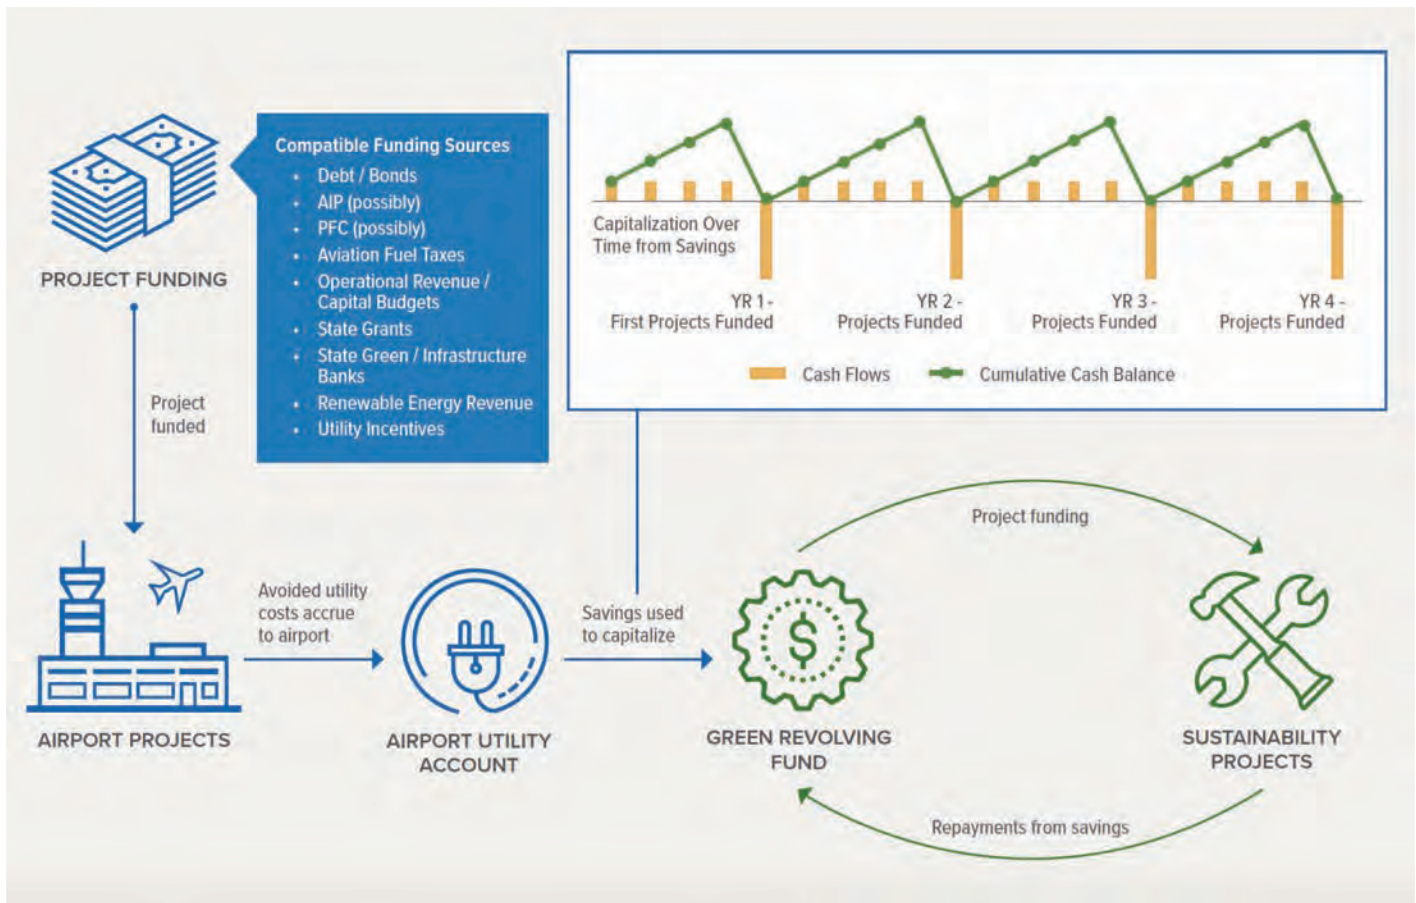 Compatible Funding Sources
• Debt / Bonds
• AIP (possibly)
• PFC (possibly)
• Aviation Fuel Taxes
• Operational Revenue /
Capital Budgets
• State Grants
• State Green / Infrastructure
Banks
• Renewable Energy Revenue
• Utility Incentives
PROJECT FUNDING
Project
funded
Capitalization Over
Time from Savings
YR 1 -
First Projects Funded
YR 2 -
Projects Funded
YR 3 -
Projects Funded
YR 4 -
Projects Funded
Cash Flows
Cumulative Cash Balance
AIRPORT PROJECTS
Avoided utility
costs accrue
to airport
AIRPORT UTILITY
ACCOUNT
Savings used
to capitalize
$
GREEN REVOLVING
FUND
Project funding
SUSTAINABILITY
PROJECTS
Repayments from savings